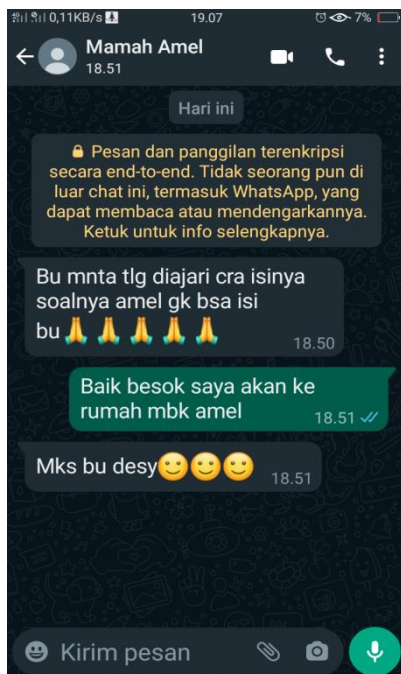 0,11KB/s 19.07 7%
Mamah Amel
18.51
Hari ini
Pesan dan panggilan terenkripsi
secara end-to-end. Tidak seorang pun di
luar chat ini, termasuk WhatsApp, yang
dapat membaca atau mendengarkannya.
Ketuk untuk info selengkapnya.
Bu mnta tlg diajari cra isinya
soalnya amel gk bsa isi
bu🙏🙏🙏🙏🙏 18.50
Baik besok saya akan ke
rumah mbk amel 18.51
Mks bu desy🙂🙂🙂 18.51
Kirim pesan